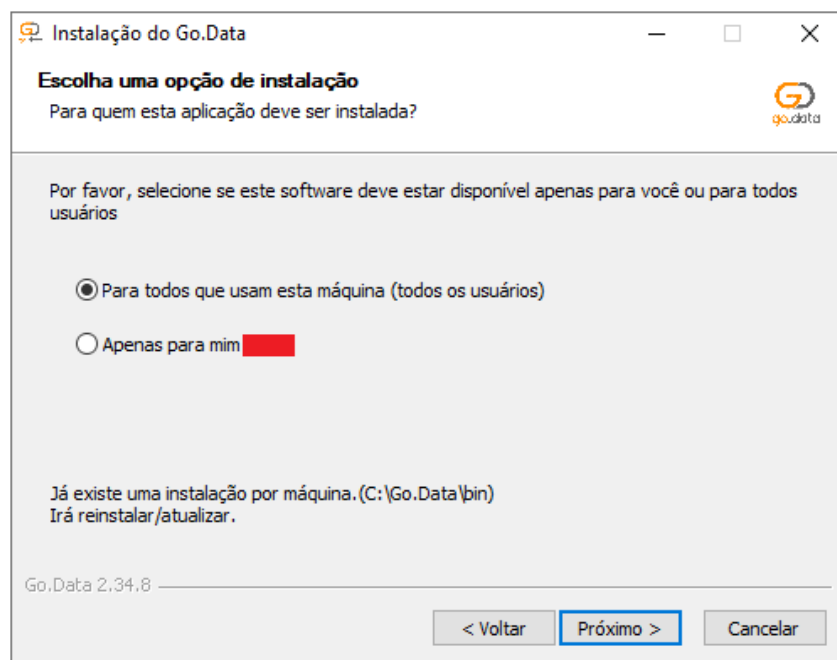 Instalação do Go.Data
Escolha uma opção de instalação
Para quem esta aplicação deve ser instalada?
go.data
Por favor, selecione se este software deve estar disponível apenas para você ou para todos
usuários
Para todos que usam esta máquina (todos os usuários)
Apenas para mim
Já existe uma instalação por máquina.(C:\Go.Data\bin)
Irá reinstalar/atualizar.
Go.Data 2.34.8
< Voltar
Próximo >
Cancelar